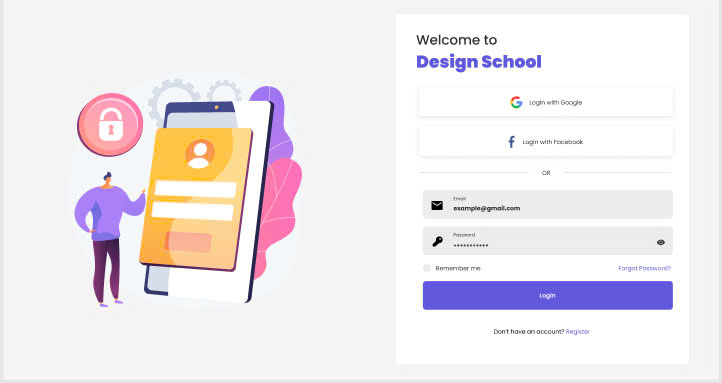 Welcome to
Design School
Login with Google
Login with Facebook
OR
Email
example@gmail.com
Password
•••••••••••
Remember me
Forgot Password?
Login
Don't have an account? Register